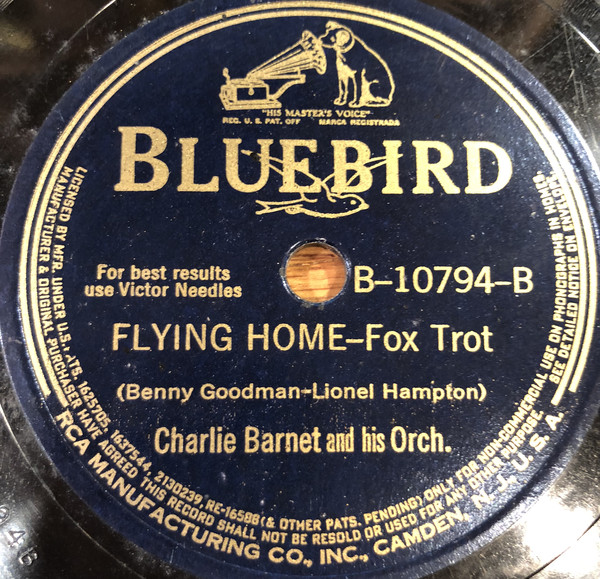 "HIS MASTER'S VOICE"
REG. U. S. PAT. OFF MARCA REGISTRADA
BLUEBIRD
For best results
use Victor Needles
B-10794-B
FLYING HOME-Fox Trot
(Benny Goodman-Lionel Hampton)
Charlie Barnet and his Orch.
LICENSED BY MFR. UNDER U.S. PATS. 1625705, 1637544, 2130239, RE-16588 (& OTHER PATS. PENDING) ONLY FOR NON-COMMERCIAL USE ON PHONOGRAPHS IN HOMES.
MANUFACTURER & ORIGINAL PURCHASER HAVE AGREED THIS RECORD SHALL NOT BE RESOLD OR USED FOR ANY OTHER PURPOSE. SEE DETAILED NOTICE ON ENVELOPE
RCA MANUFACTURING CO., INC., CAMDEN, N. J., U. S. A.